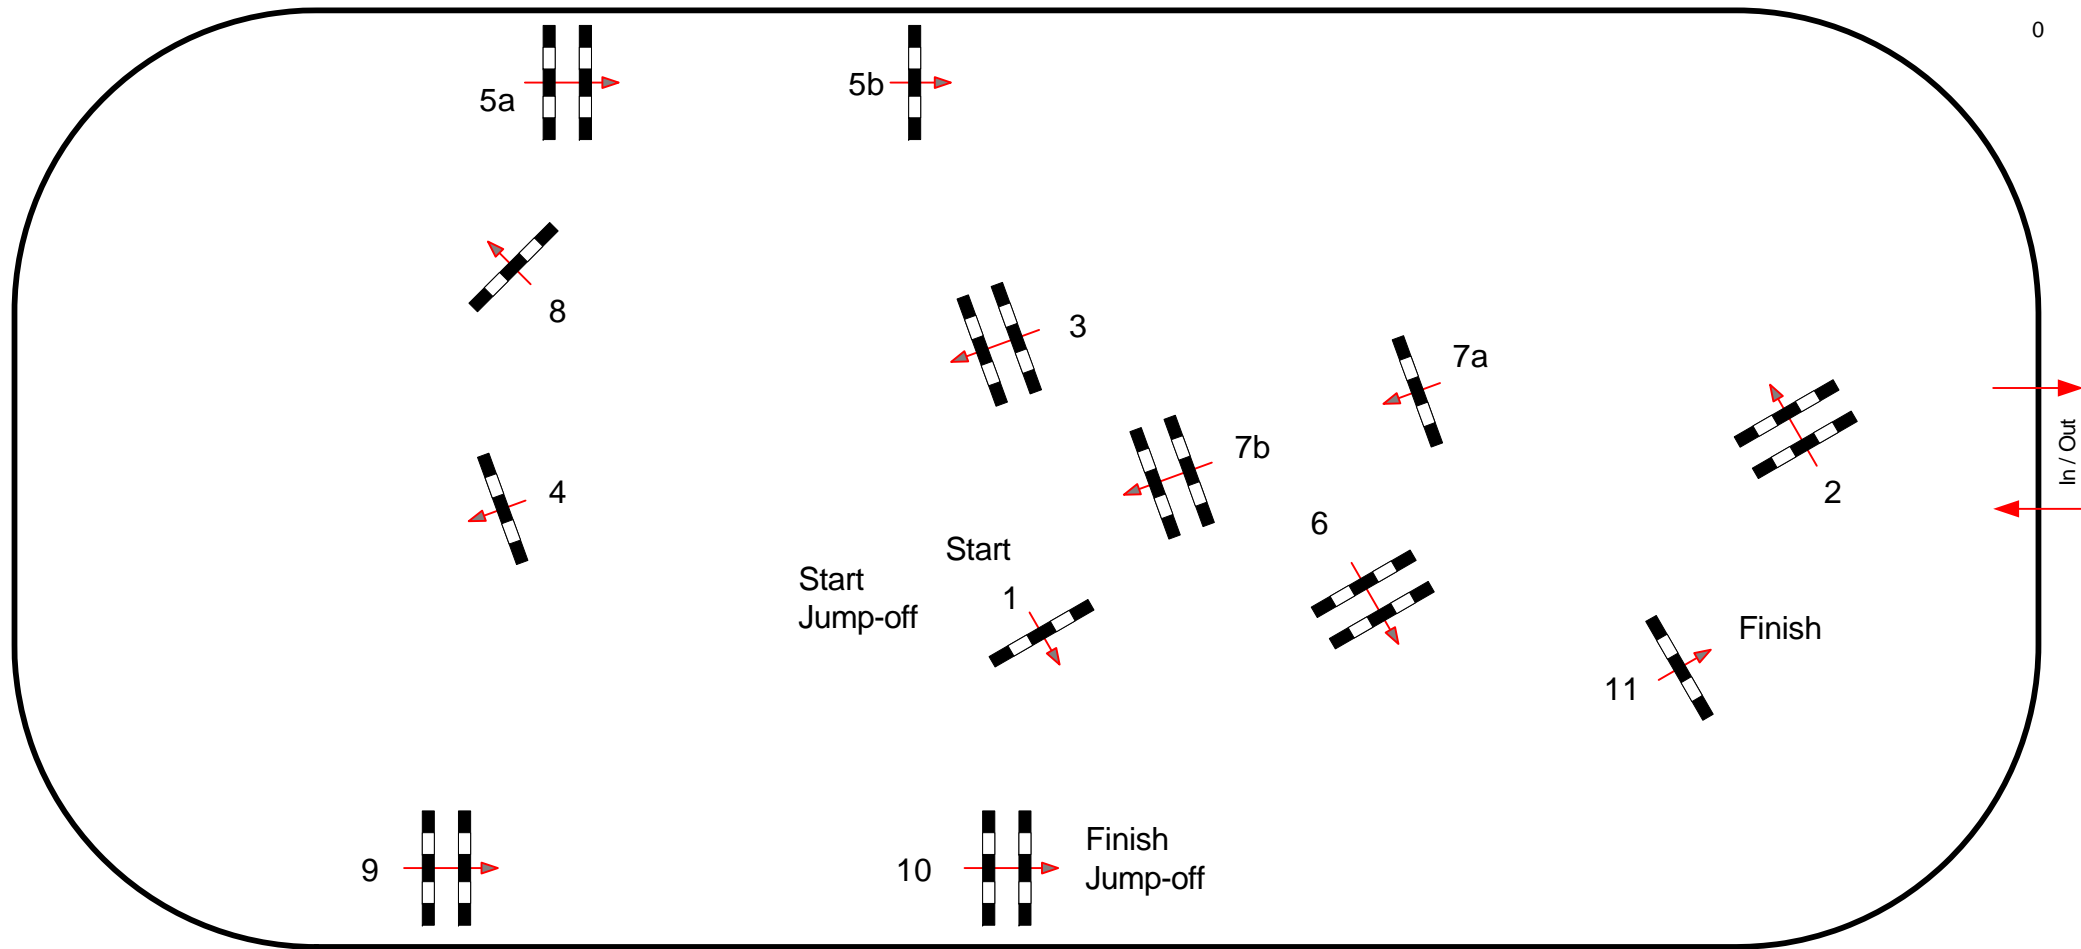 0
5a
5b
8
3
7a
7b
In / Out
4
2
6
Start
Start
Jump-off
1
Finish
11
Finish
Jump-off
9
10